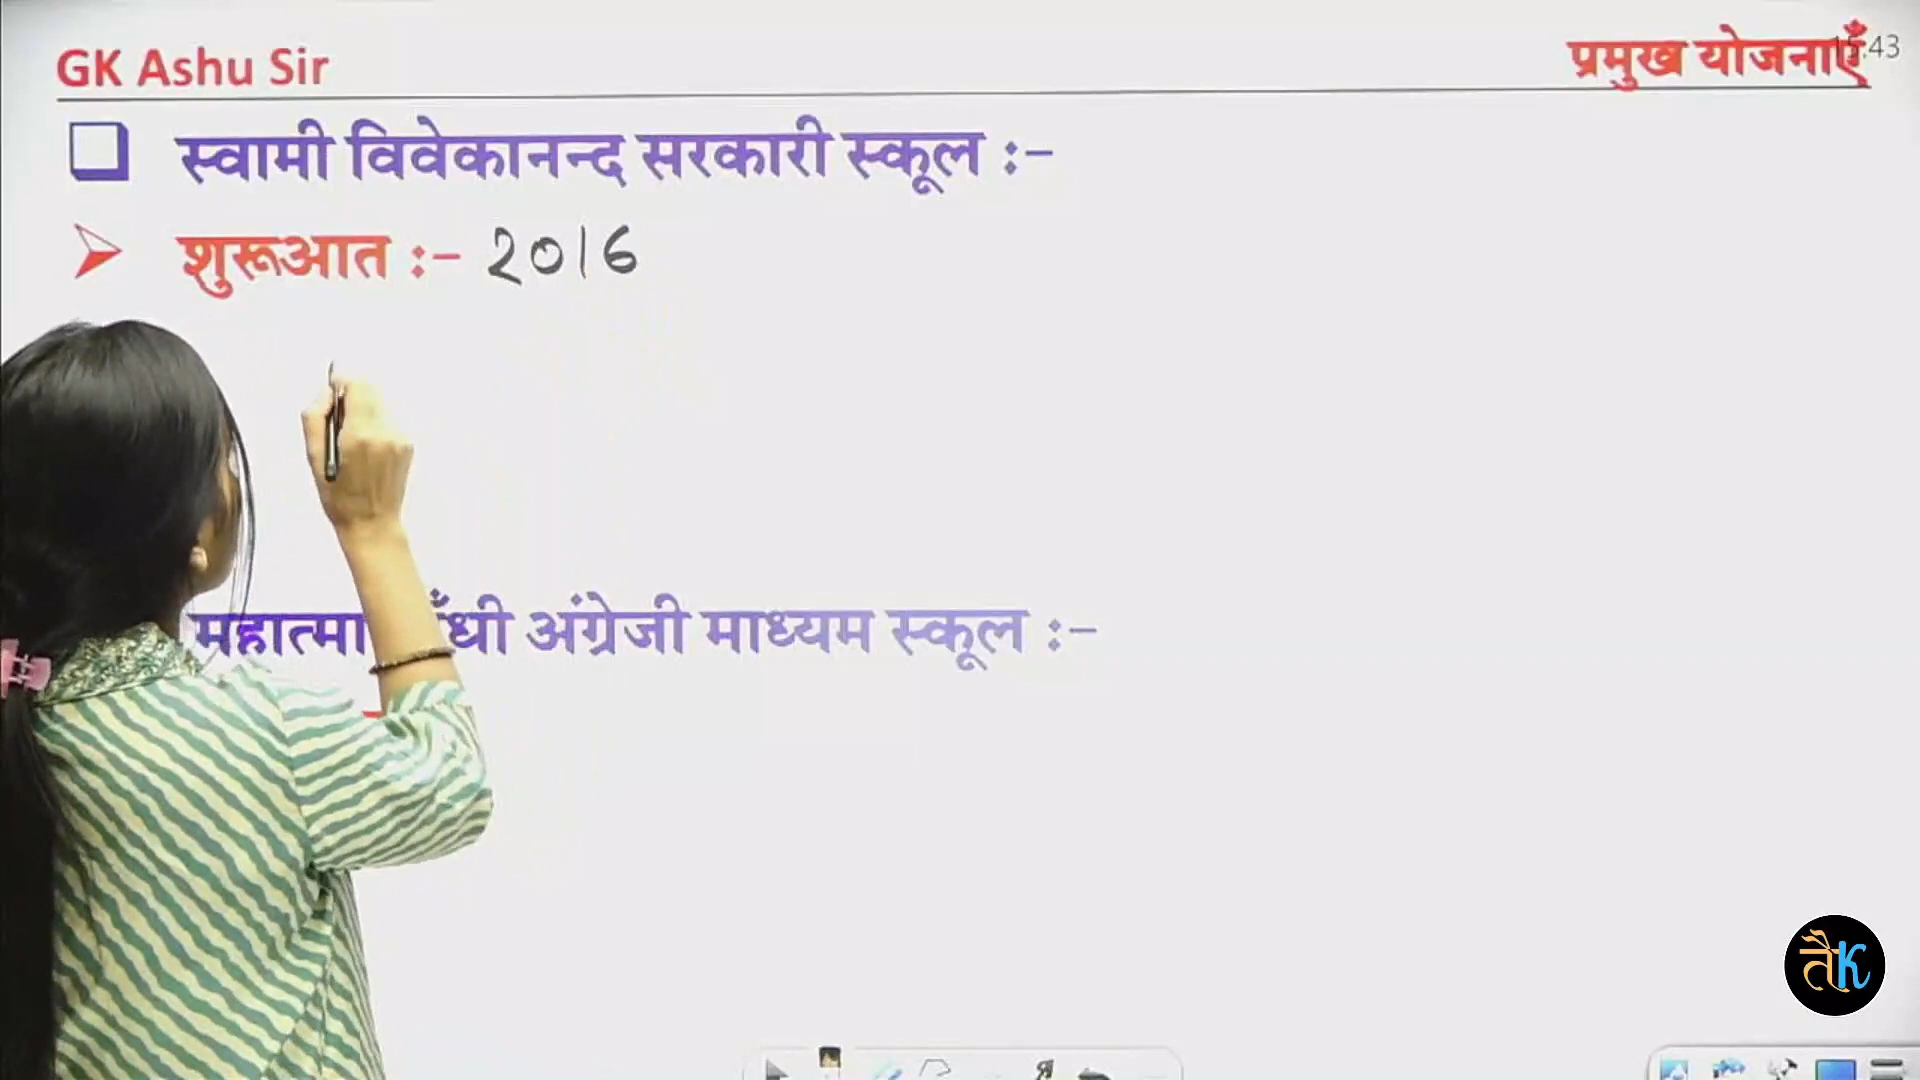 GK Ashu Sir
प्रमुख योजनाएँ
स्वामी विवेकानन्द सरकारी स्कूल :-
शुरूआत :- 2016
महात्मा अंग्रेजी माध्यम स्कूल :-